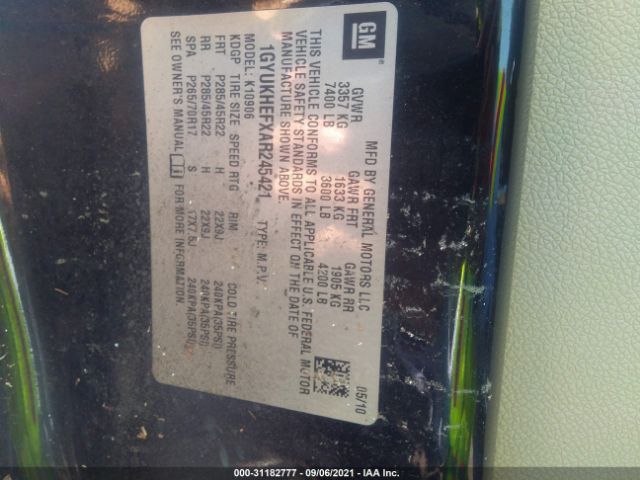 GM
MFD BY GENERAL MOTORS LLC
05/10
GVWR GAWR FRT GAWR RR
3357 KG 1633 KG 1905 KG
7400 LB 3600 LB 4200 LB
THIS VEHICLE CONFORMS TO ALL APPLICABLE U.S. FEDERAL MOTOR
VEHICLE SAFETY STANDARDS IN EFFECT ON THE DATE OF
MANUFACTURE SHOWN ABOVE.
1GYUKHEFXAR245421 TYPE: M.P.V.
MODEL: K10906
KDGP TIRE SIZE SPEED RTG RIM COLD TIRE PRESSURE
FRT P285/45R22 H 22X9J 240KPA(35PSI)
RR P285/45R22 H 22X9J 240KPA(35PSI)
SPA P265/70R17 S 17X7.5J 240KPA(35PSI)
SEE OWNER'S MANUAL FOR MORE INFORMATION
000-31182777 - 09/06/2021 - IAA Inc.